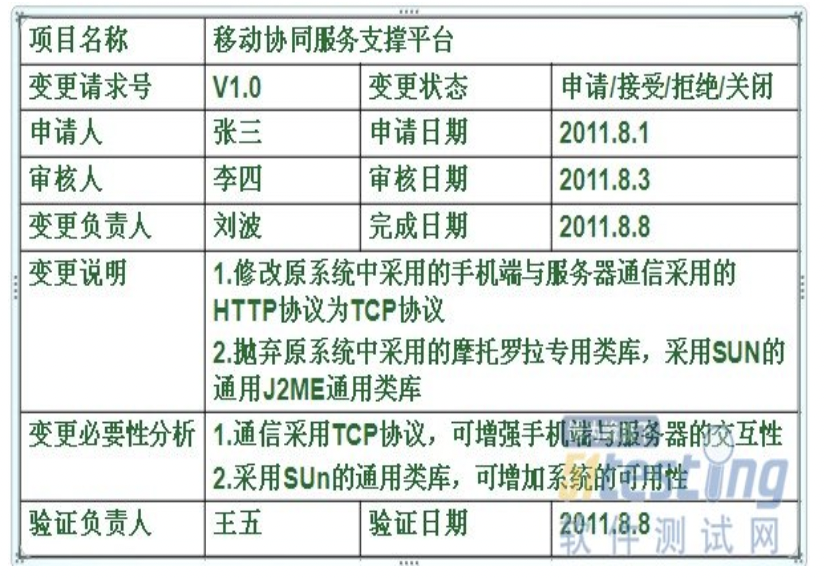 项目名称 移动协同服务支撑平台
变更请求号 V1.0 变更状态 申请/接受/拒绝/关闭
申请人 张三 申请日期 2011.8.1
审核人 李四 审核日期 2011.8.3
变更负责人 刘波 完成日期 2011.8.8
变更说明 1.修改原系统中采用的手机端与服务器通信采用的
HTTP协议为TCP协议
2.抛弃原系统中采用的摩托罗拉专用类库，采用SUN的
通用J2ME通用类库
变更必要性分析 1.通信采用TCP协议，可增强手机端与服务器的交互性
2.采用SUn的通用类库，可增加系统的可用性
验证负责人 王五 验证日期 2011.8.8
51testing
软件测试网